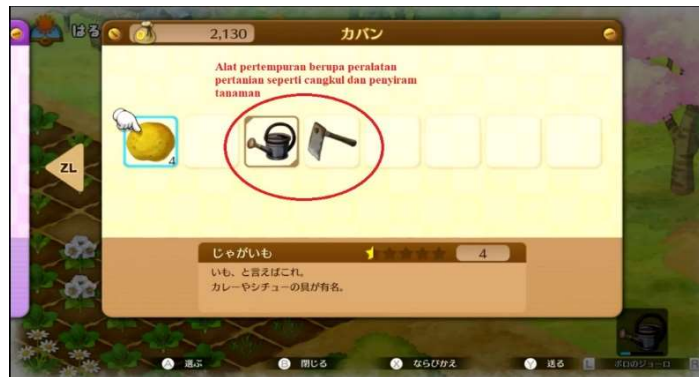 はる
2,130
カバン
Alat pertempuran berupa peralatan
pertanian seperti cangkul dan penyiram
tanaman
4
ZL
じゃがいも
4
いも、と言えばこれ。
カレーやシチューの具が有名。
A 選ぶ
B 閉じる
X ならびかえ
Y 送る
L ボロのジョーロ R